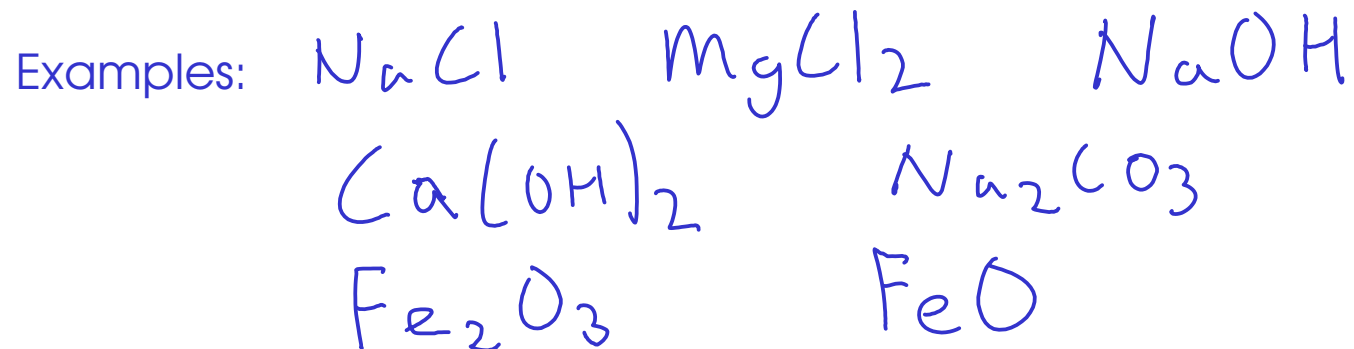 Examples: NaCl MgCl₂ NaOH
Ca(OH)₂ Na₂CO₃
Fe₂O₃ FeO